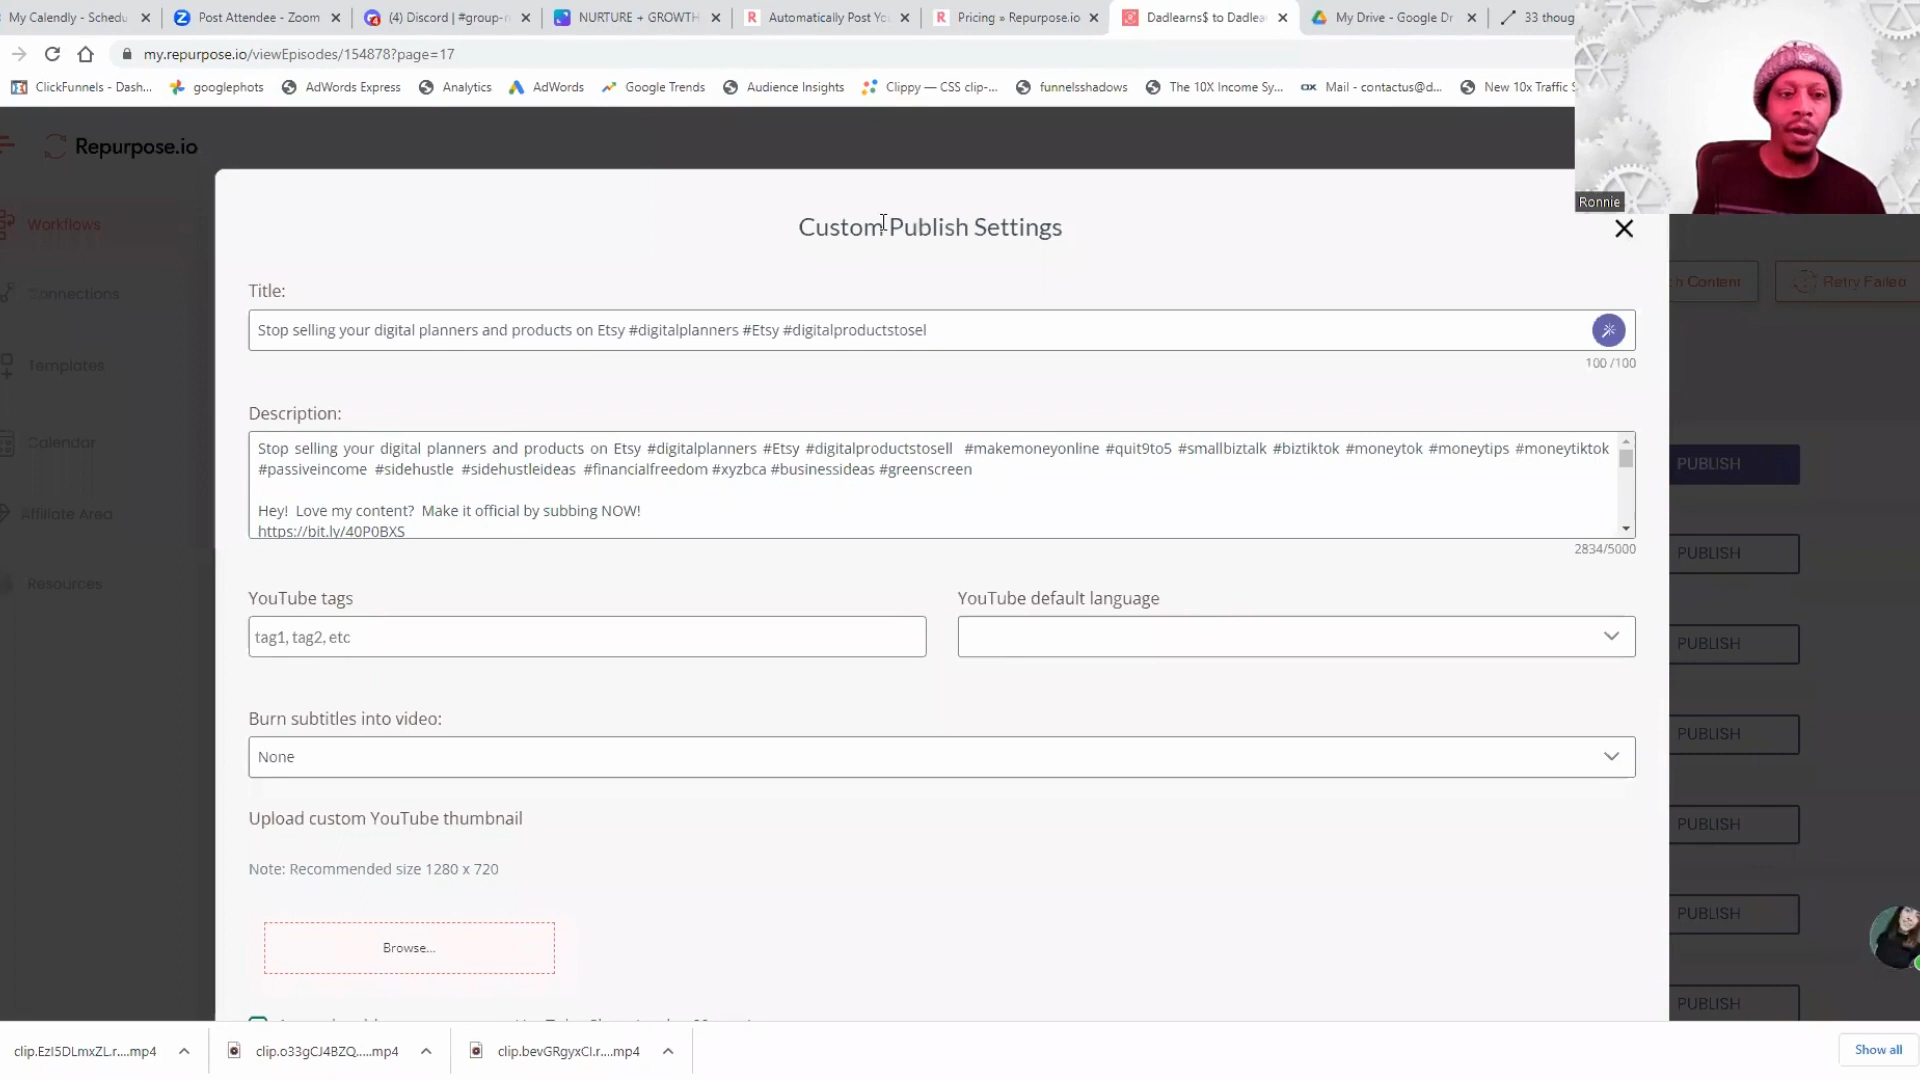 My Calendly - Schedu
Post Attendee - Zoom
(4) Discord | #group-r
NURTURE + GROWTH
Automatically Post Yo
Pricing » Repurpose.io
Dadlearns$ to Dadlea
My Drive - Google Dr
33 thoug
my.repurpose.io/viewEpisodes/154878?page=17
ClickFunnels - Dash...
googlephots
AdWords Express
Analytics
AdWords
Google Trends
Audience Insights
Clippy — CSS clip-...
funnelsshadows
The 10X Income Sy...
Mail - contactus@d...
New 10x Traffic S
Ronnie
Repurpose.io
Workflows
Connections
Templates
Calendar
Affiliate Area
Resources
Custom Publish Settings
h Content
Retry Failed
Title:
Stop selling your digital planners and products on Etsy #digitalplanners #Etsy #digitalproductstosel
100 /100
Description:
Stop selling your digital planners and products on Etsy #digitalplanners #Etsy #digitalproductstosell #makemoneyonline #quit9to5 #smallbiztalk #biztiktok #moneytok #moneytips #moneytiktok
#passiveincome #sidehustle #sidehustleideas #financialfreedom #xyzbca #businessideas #greenscreen
Hey! Love my content? Make it official by subbing NOW!
https://bit.ly/40P0BXS
2834/5000
YouTube tags
YouTube default language
tag1, tag2, etc
Burn subtitles into video:
None
Upload custom YouTube thumbnail
Note: Recommended size 1280 x 720
Browse...
PUBLISH
PUBLISH
PUBLISH
PUBLISH
PUBLISH
PUBLISH
PUBLISH
clip.EzI5DLmxZL.r....mp4
clip.o33gCJ4BZQ.....mp4
clip.bevGRgyxCI.r....mp4
Show all